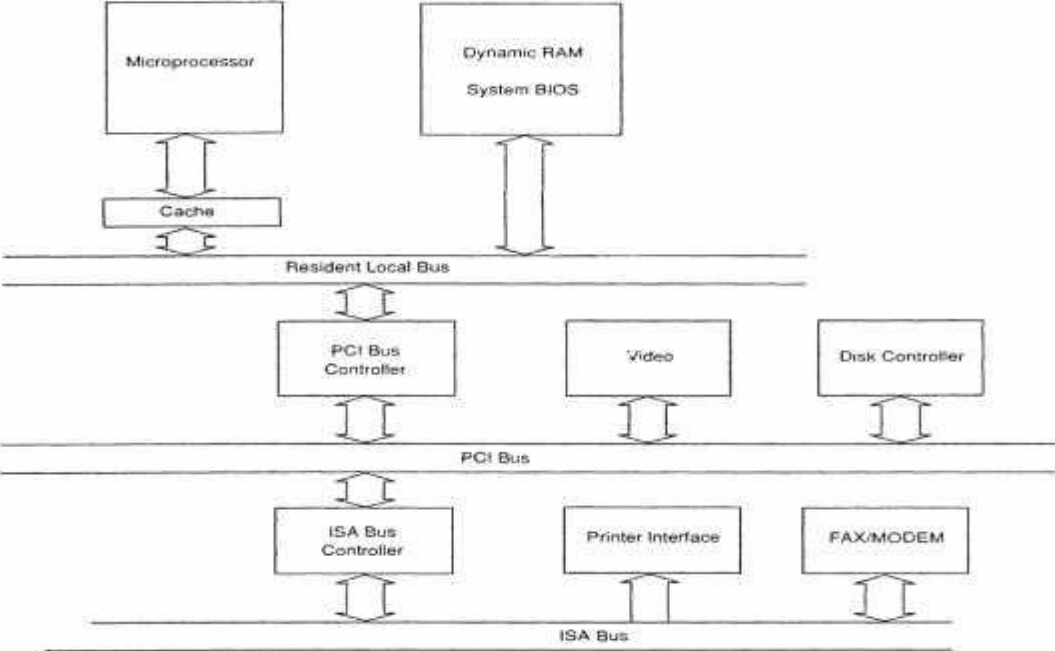 Microprocessor
Dynamic RAM
System BIOS
Cache
Resident Local Bus
PCI Bus
Controller
Video
Disk Controller
PCI Bus
ISA Bus
Controller
Printer Interface
FAX/MODEM
ISA Bus